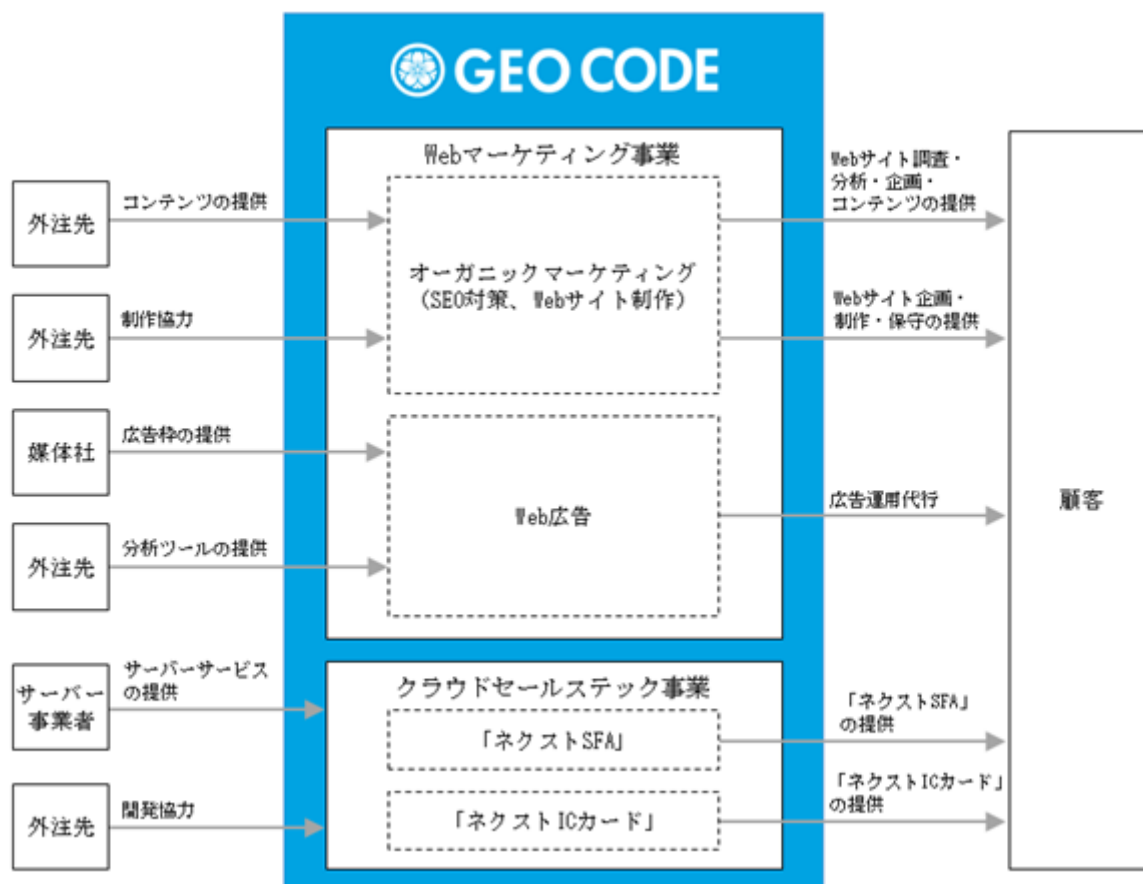 GEO CODE
Webマーケティング事業
外注先
コンテンツの提供
オーガニックマーケティング
(SEO対策、Webサイト制作)
Webサイト調査・
分析・企画・
コンテンツの提供
外注先
制作協力
Webサイト企画・
制作・保守の提供
媒体社
広告枠の提供
Web広告
広告運用代行
外注先
分析ツールの提供
顧客
サーバー
事業者
サーバーサービス
の提供
クラウドセールステック事業
「ネクストSFA」
「ネクストSFA」
の提供
外注先
開発協力
「ネクストICカード」
「ネクストICカード」
の提供